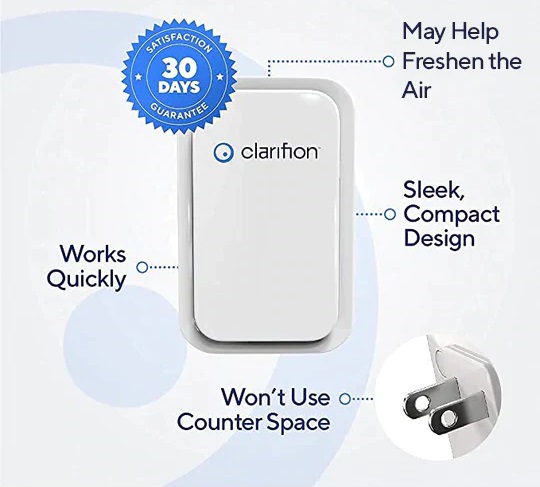 SATISFACTION
30
DAYS
GUARANTEE
May Help
Freshen the
Air
clarifion
Sleek,
Compact
Design
Works
Quickly
Won't Use
Counter Space